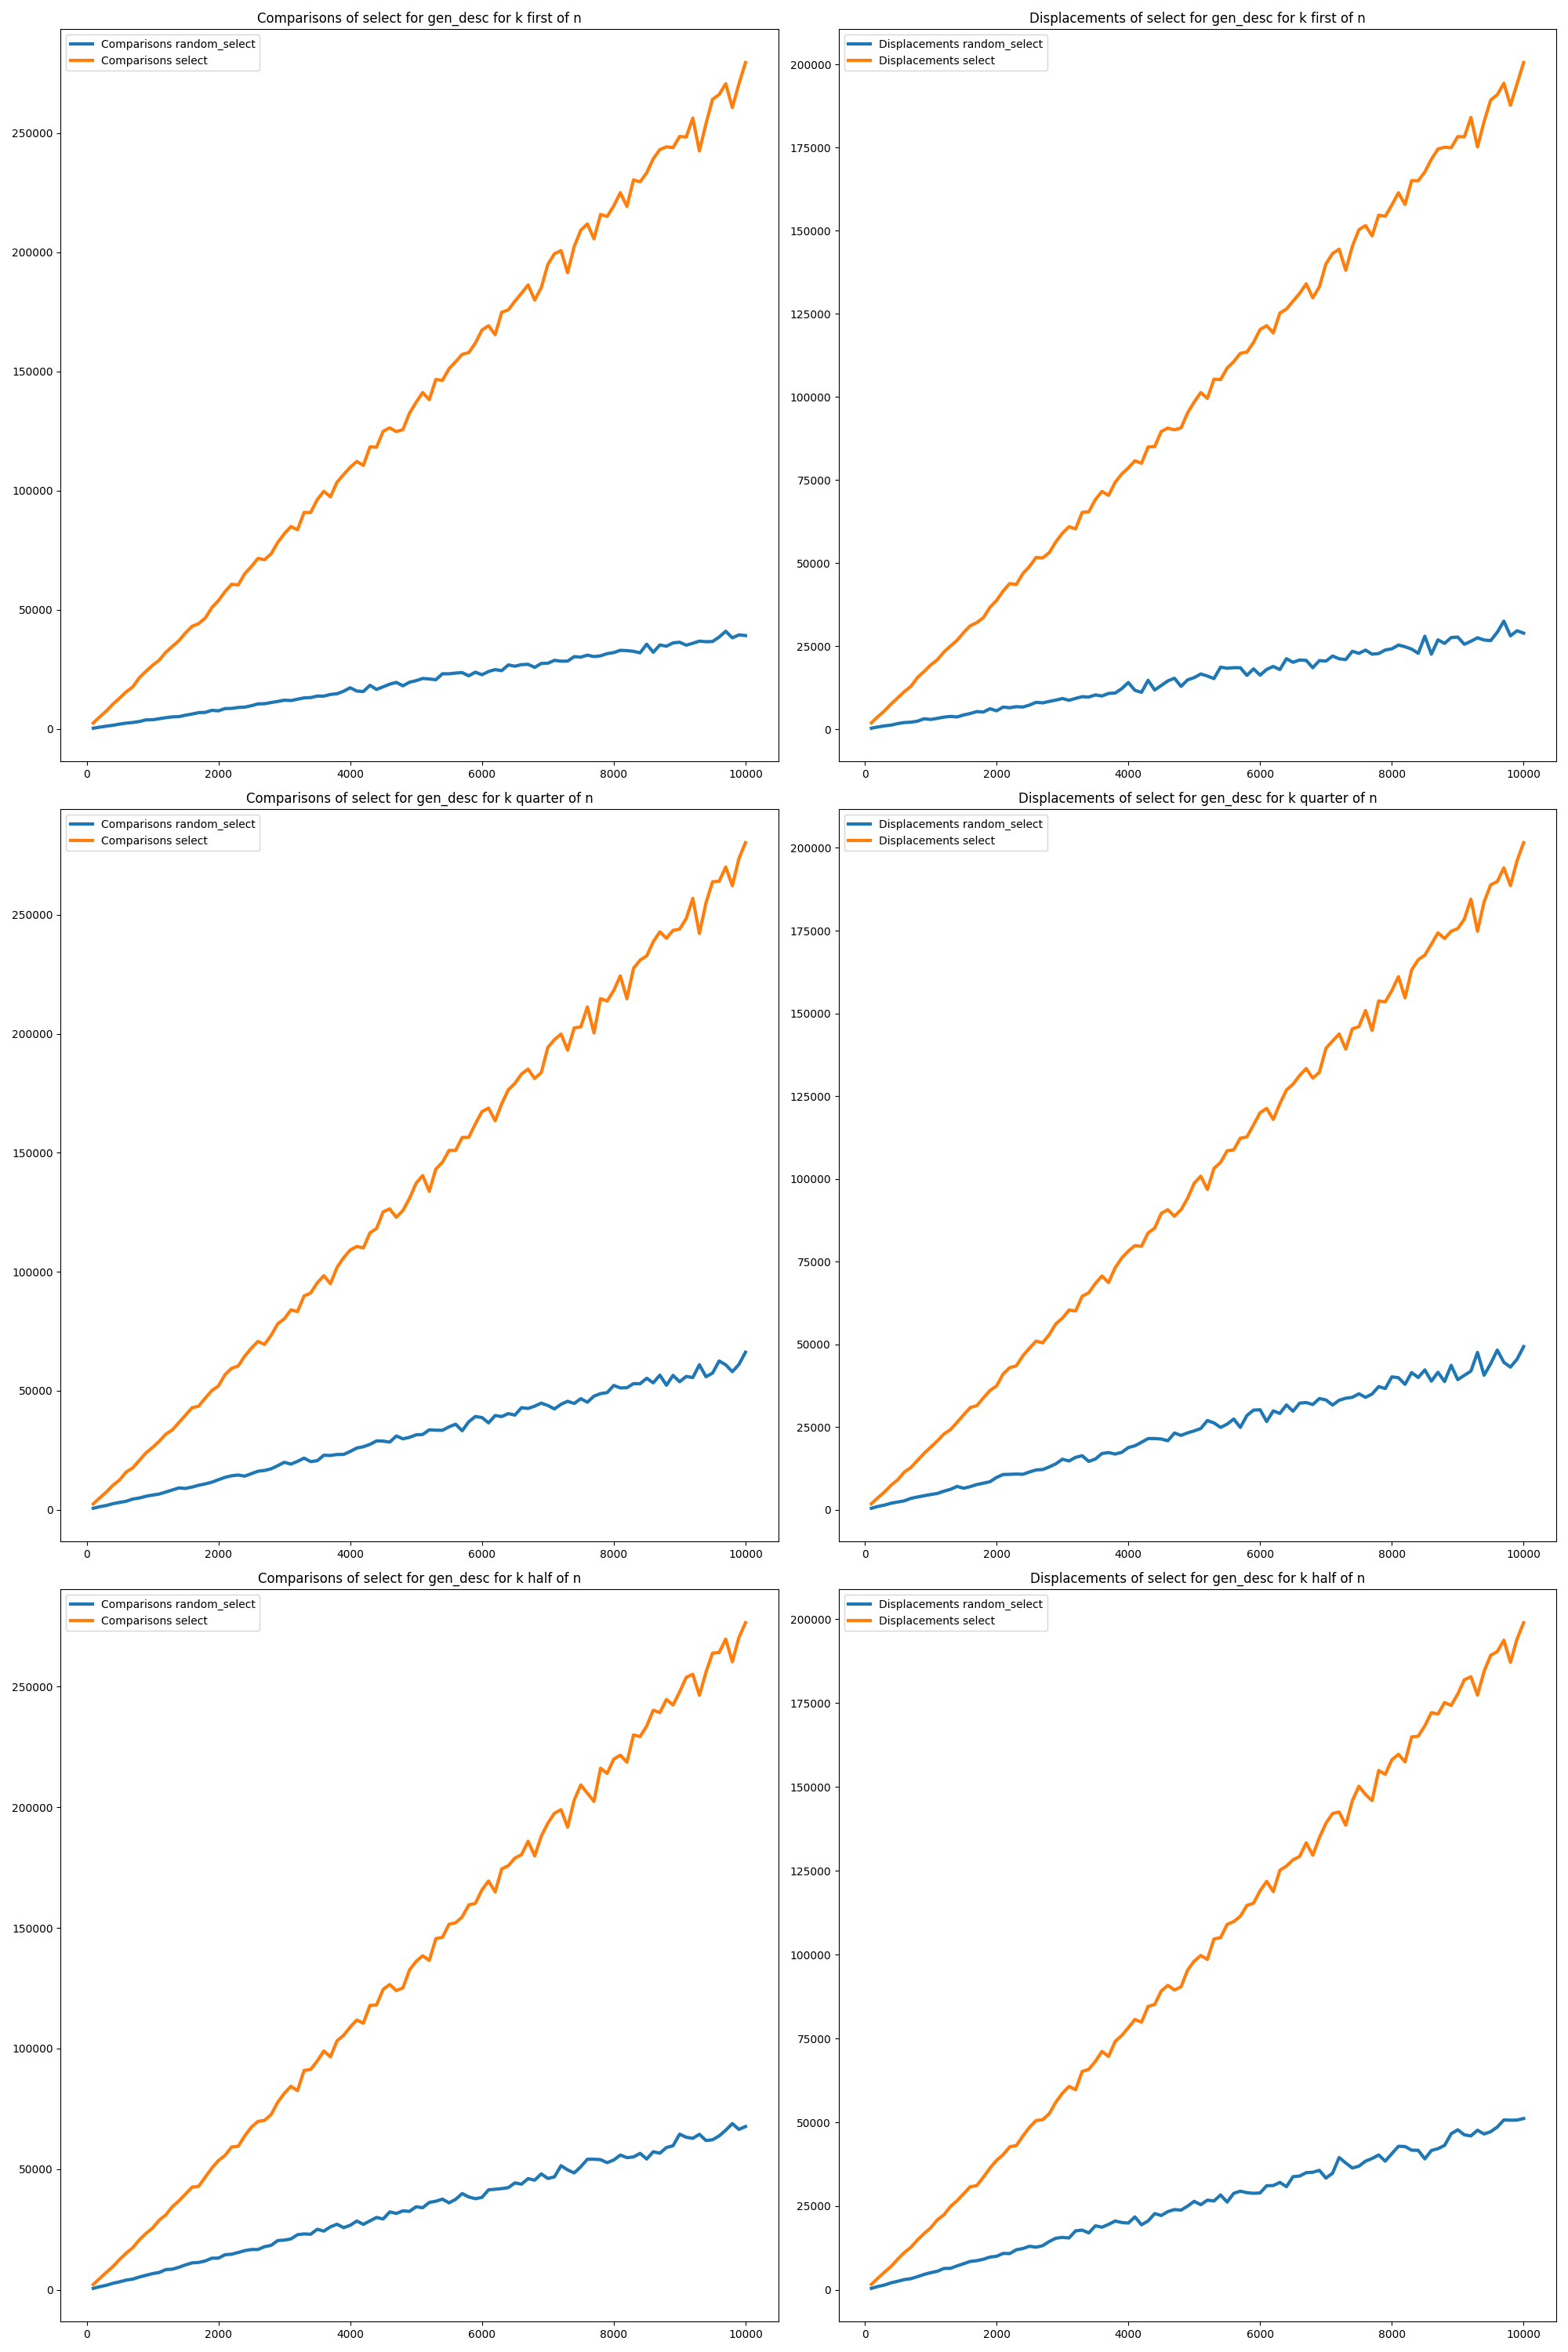 Comparisons of select for gen_desc for k first of n
Comparisons random_select
Comparisons select
250000
200000
150000
100000
50000
0
0 2000 4000 6000 8000 10000
Displacements of select for gen_desc for k first of n
Displacements random_select
Displacements select
200000
175000
150000
125000
100000
75000
50000
25000
0
0 2000 4000 6000 8000 10000
Comparisons of select for gen_desc for k quarter of n
Comparisons random_select
Comparisons select
250000
200000
150000
100000
50000
0
0 2000 4000 6000 8000 10000
Displacements of select for gen_desc for k quarter of n
Displacements random_select
Displacements select
200000
175000
150000
125000
100000
75000
50000
25000
0
0 2000 4000 6000 8000 10000
Comparisons of select for gen_desc for k half of n
Comparisons random_select
Comparisons select
250000
200000
150000
100000
50000
0
0 2000 4000 6000 8000 10000
Displacements of select for gen_desc for k half of n
Displacements random_select
Displacements select
200000
175000
150000
125000
100000
75000
50000
25000
0
0 2000 4000 6000 8000 10000